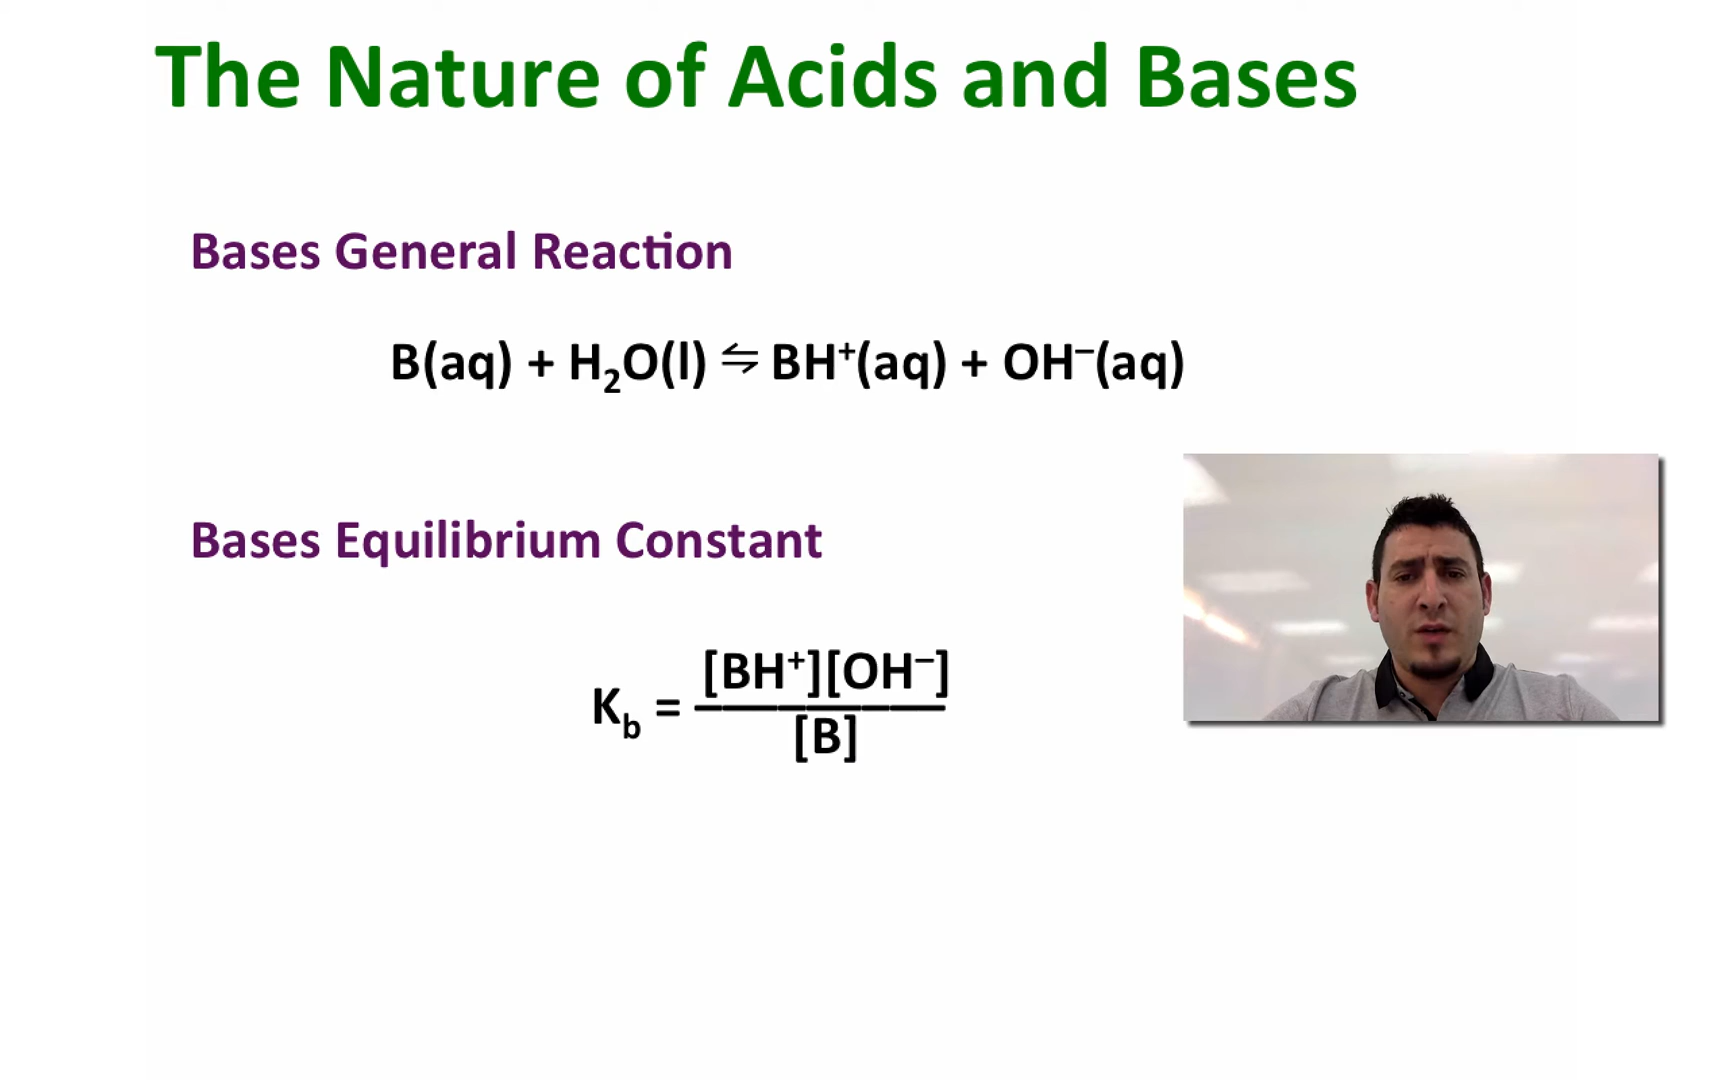 The Nature of Acids and Bases
Bases General Reaction
B(aq) + H₂O(l) ⇋ BH⁺(aq) + OH⁻(aq)
Bases Equilibrium Constant
[BH⁺][OH⁻]
K_b = ─────────
[B]